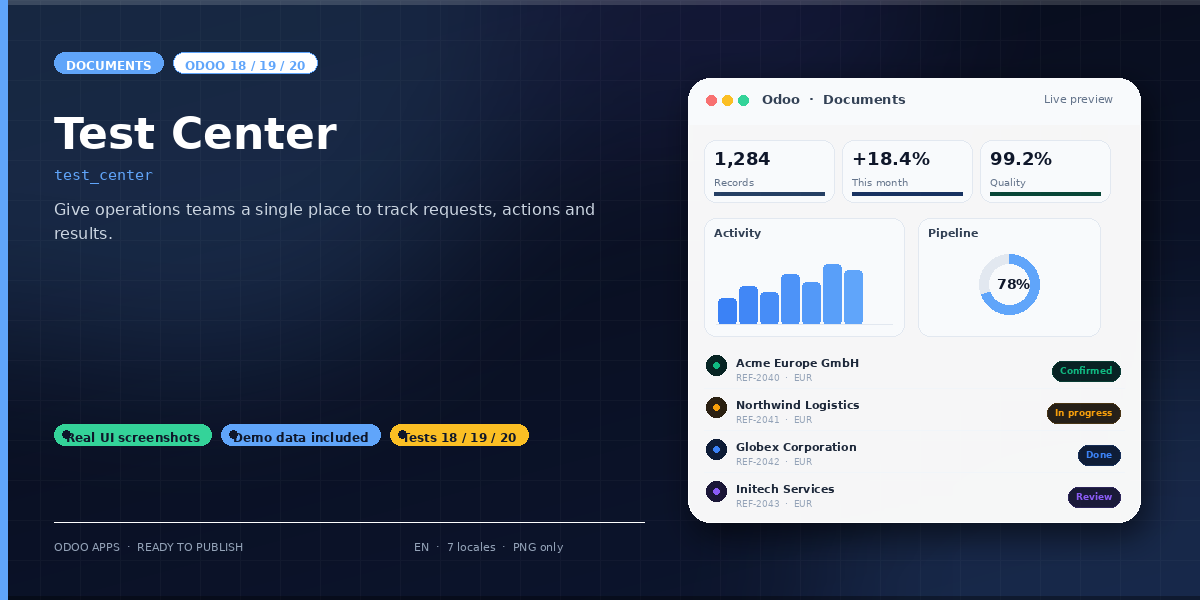 DOCUMENTS
ODOO 18 / 19 / 20
Test Center
test_center
Give operations teams a single place to track requests, actions and
results.
Real UI screenshots
Demo data included
Tests 18 / 19 / 20
ODOO APPS · READY TO PUBLISH
EN · 7 locales · PNG only
Odoo · Documents
Live preview
1,284
Records
+18.4%
This month
99.2%
Quality
Activity
Pipeline
78%
Acme Europe GmbH
REF-2040 · EUR
Confirmed
Northwind Logistics
REF-2041 · EUR
In progress
Globex Corporation
REF-2042 · EUR
Done
Initech Services
REF-2043 · EUR
Review